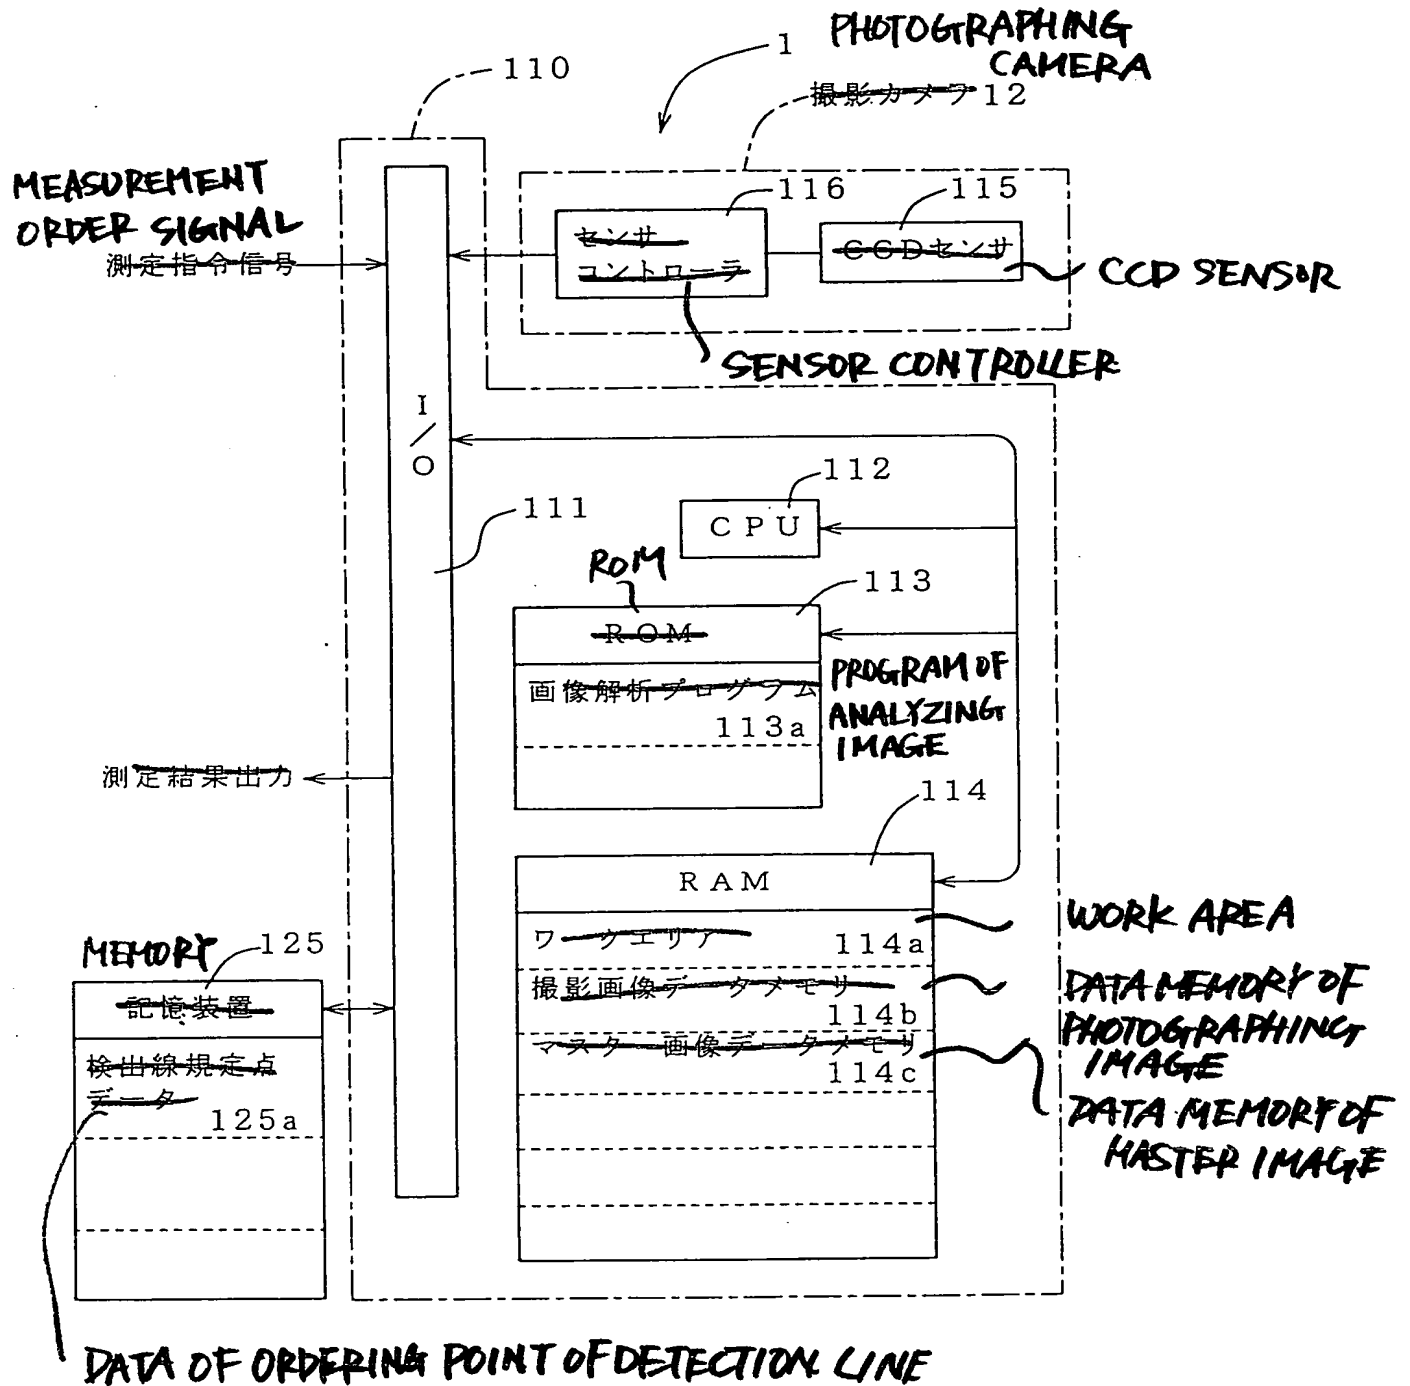 PHOTOGRAPHING
CAMERA
1
110
撮影カメラ 12
MEASUREMENT
ORDER SIGNAL
測定指令信号
116
115
センサ
コントローラ
CCDセンサ
CCD SENSOR
SENSOR CONTROLLER
I/O
111
112
CPU
ROM
113
ROM
画像解析プログラム
113a
PROGRAM OF
ANALYZING
IMAGE
測定結果出力
114
RAM
ワークエリア
114a
WORK AREA
撮影画像データメモリ
114b
DATA MEMORY OF
PHOTOGRAPHING
IMAGE
マスター画像データメモリ
114c
DATA MEMORY OF
MASTER IMAGE
MEMORY
125
記憶装置
検出線規定点
データ
125a
DATA OF ORDERING POINT OF DETECTION LINE